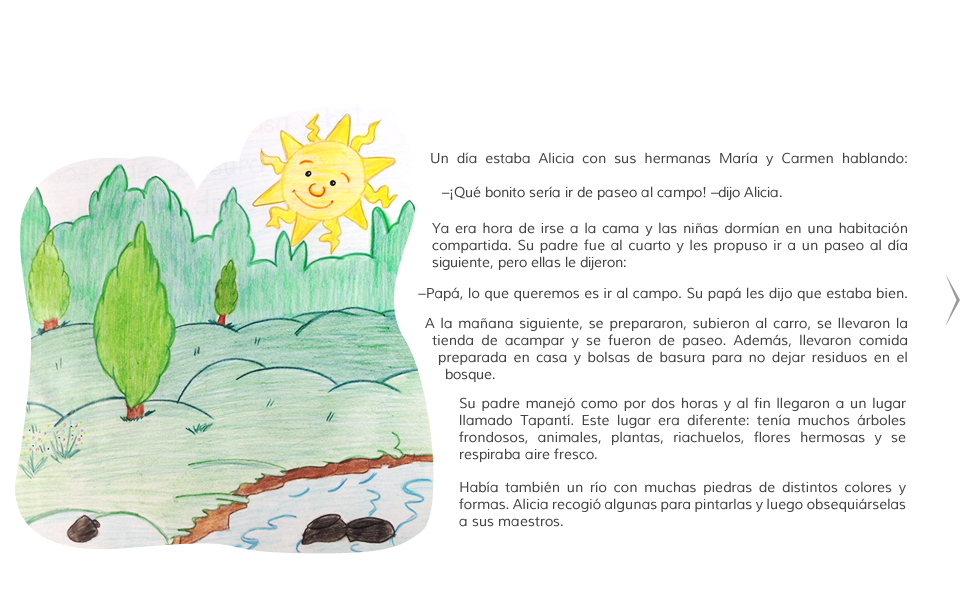 Un día estaba Alicia con sus hermanas María y Carmen hablando:
–¡Qué bonito sería ir de paseo al campo! –dijo Alicia.
Ya era hora de irse a la cama y las niñas dormían en una habitación
compartida. Su padre fue al cuarto y les propuso ir a un paseo al día
siguiente, pero ellas le dijeron:
–Papá, lo que queremos es ir al campo. Su papá les dijo que estaba bien.
A la mañana siguiente, se prepararon, subieron al carro, se llevaron la
tienda de acampar y se fueron de paseo. Además, llevaron comida
preparada en casa y bolsas de basura para no dejar residuos en el
bosque.
Su padre manejó como por dos horas y al fin llegaron a un lugar
llamado Tapantí. Este lugar era diferente: tenía muchos árboles
frondosos, animales, plantas, riachuelos, flores hermosas y se
respiraba aire fresco.
Había también un río con muchas piedras de distintos colores y
formas. Alicia recogió algunas para pintarlas y luego obsequiárselas
a sus maestros.